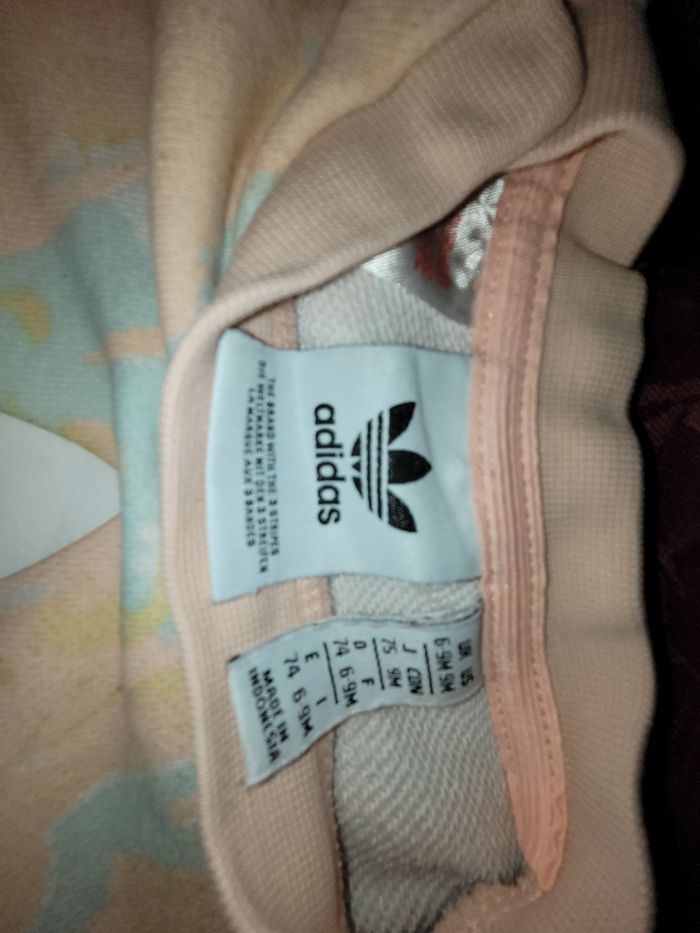 adidas
THE BRAND WITH THE 3 STRIPES
DIE WELTMARKE MIT DEN 3 STREIFEN
LA MARQUE AUX 3 BANDES
UK US
6-9M 9M
J CDN
75 9M
D F
74 6-9M
E I
74 6-9M
MADE IN
INDONESIA